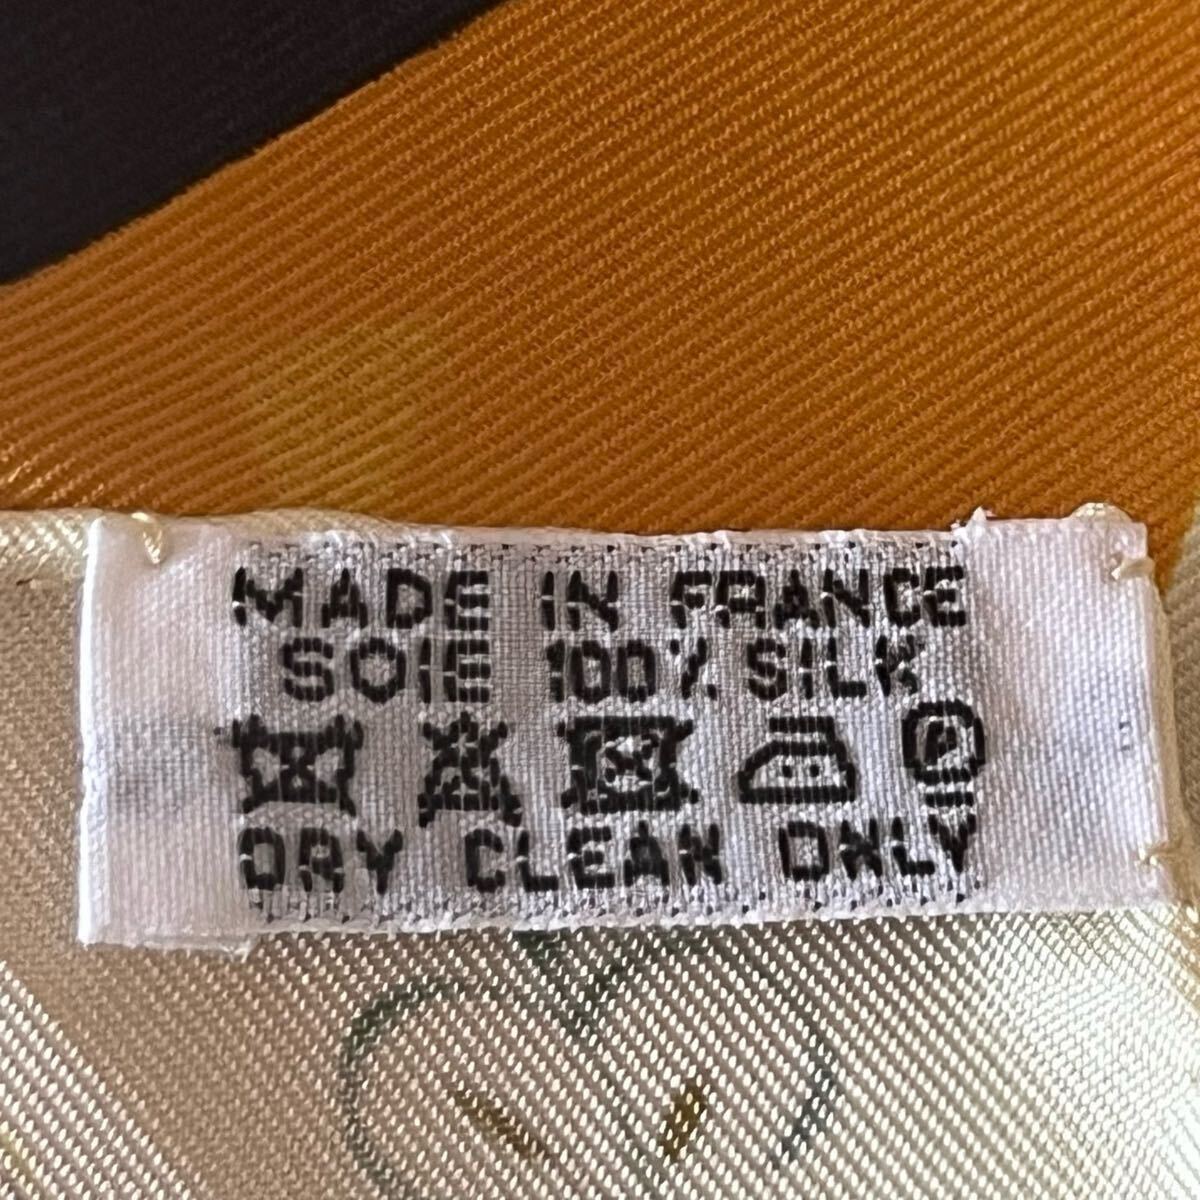 MADE IN FRANCE
SOIE 100% SILK
P
DRY CLEAN ONLY